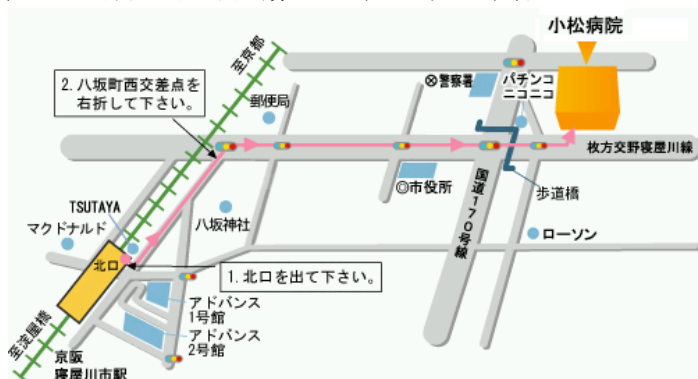 小松病院
至京都
2.八坂町西交差点を
右折して下さい。
郵便局
警察署
パチンコ
ニコニコ
枚方交野寝屋川線
◎市役所
国道170号線
歩道橋
TSUTAYA
マクドナルド
八坂神社
ローソン
北口
1.北口を出て下さい。
アドバンス
1号館
アドバンス
2号館
至淀屋橋
京阪
寝屋川市駅